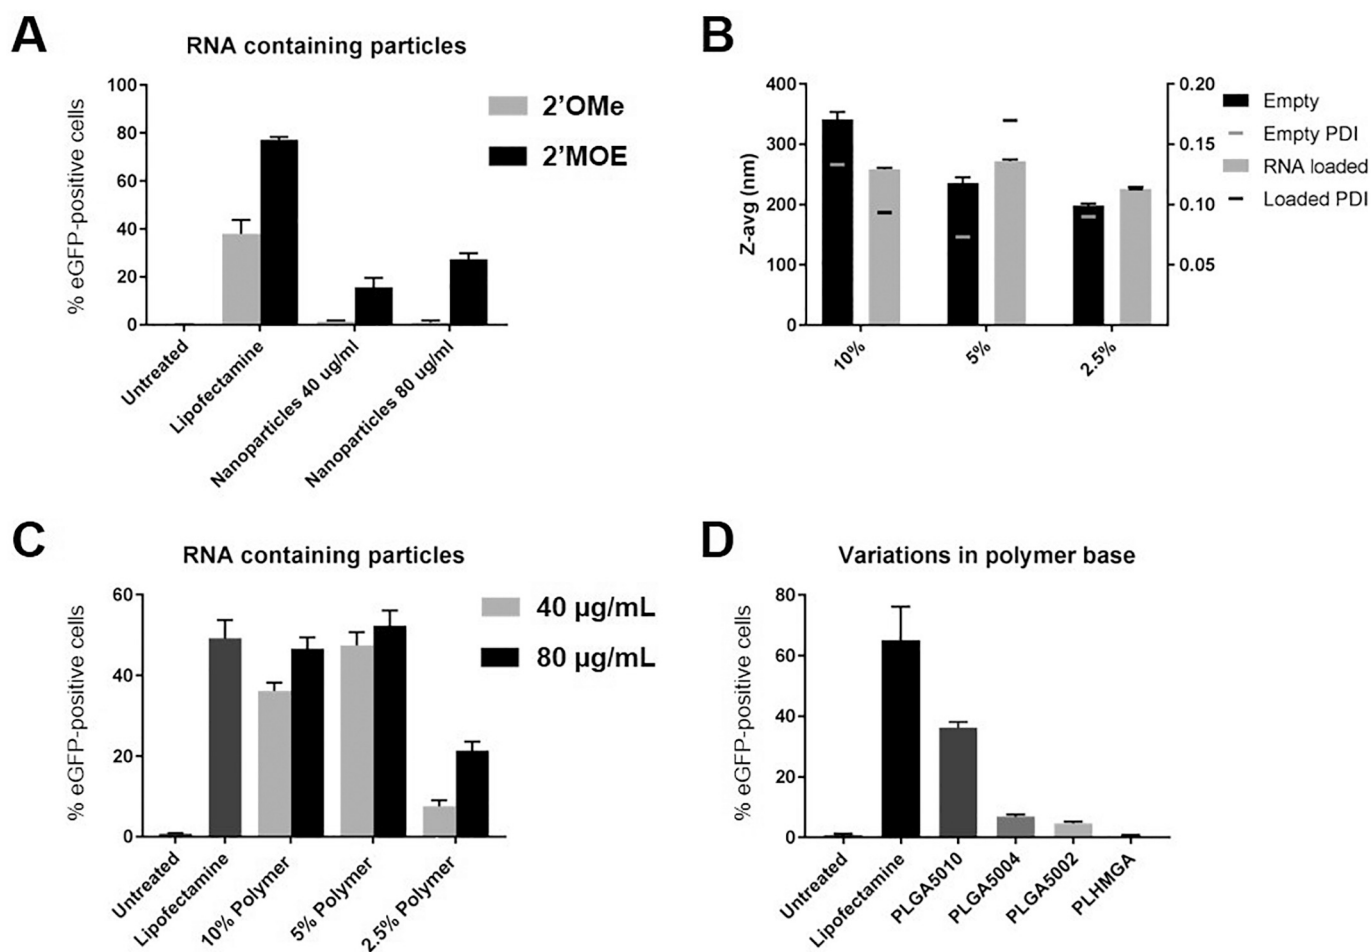 A
RNA containing particles
% eGFP-positive cells
100
80
60
40
20
0
2’OMe
2’MOE
Untreated
Lipofectamine
Nanoparticles 40 ug/ml
Nanoparticles 80 ug/ml
B
Z-avg (nm)
400
300
200
100
0
0.20
0.15
0.10
0.05
Empty
Empty PDI
RNA loaded
Loaded PDI
10%
5%
2.5%
C
RNA containing particles
% eGFP-positive cells
60
40
20
0
40 µg/mL
80 µg/mL
Untreated
Lipofectamine
10% Polymer
5% Polymer
2.5% Polymer
D
Variations in polymer base
% eGFP-positive cells
80
60
40
20
0
Untreated
Lipofectamine
PLGA5010
PLGA5004
PLGA5002
PLHMGA